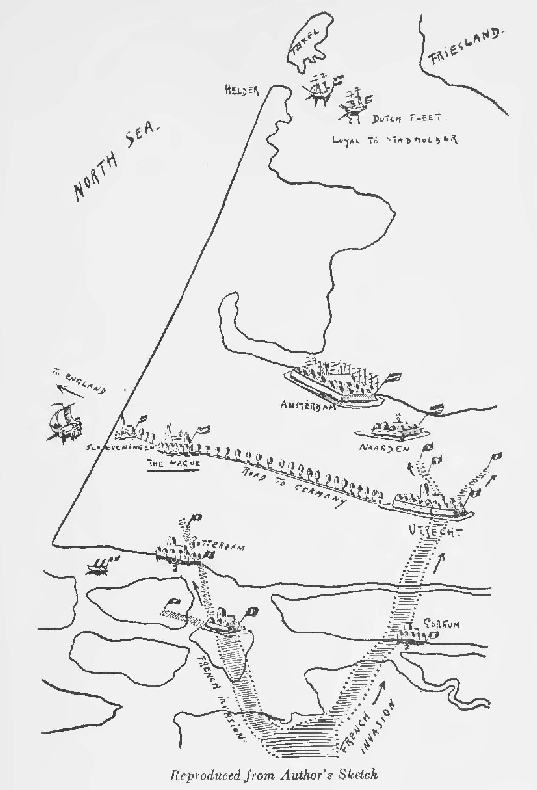 TEXEL
FRIESLAND.
HELDER
DUTCH FLEET
LOYAL TO STADHOLDER
NORTH SEA.
TO ENGLAND
AMSTERDAM
SCHEVENINGEN
THE HAGUE
NAARDEN
ROAD TO GERMANY
UTRECHT
ROTTERDAM
GORKUM
FRENCH INVASION.
FRENCH
INVASION
Reproduced from Author's Sketch